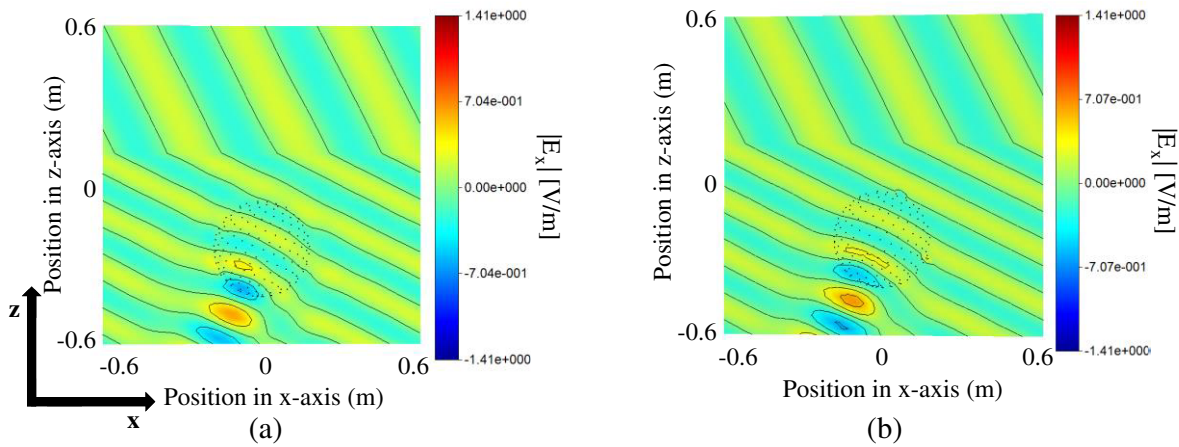 0.6
0
-0.6
Position in z-axis (m)
-0.6
0
0.6
Position in x-axis (m)
z
x
1.41e+000
7.04e-001
0.00e+000
-7.04e-001
-1.41e+000
|Eₓ| [V/m]
(a)
0.6
0
-0.6
Position in z-axis (m)
-0.6
0
0.6
Position in x-axis (m)
1.41e+000
7.07e-001
0.00e+000
-7.07e-001
-1.41e+00
|Eₓ| [V/m]
(b)